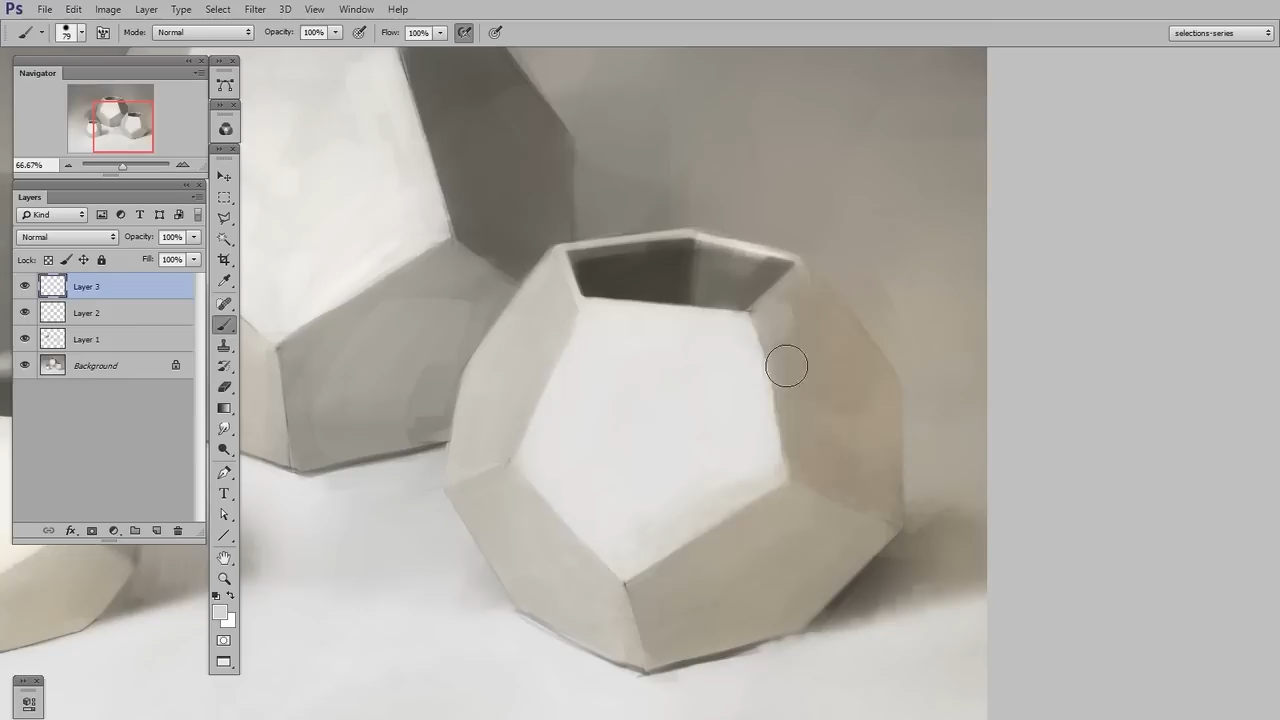 Ps File Edit Image Layer Type Select Filter 3D View Window Help
79 Mode: Normal Opacity: 100% Flow: 100% selections-series
Navigator
66.67%
Layers
Kind T
Normal Opacity: 100%
Lock: Fill: 100%
Layer 3
Layer 2
Layer 1
Background
fx
T